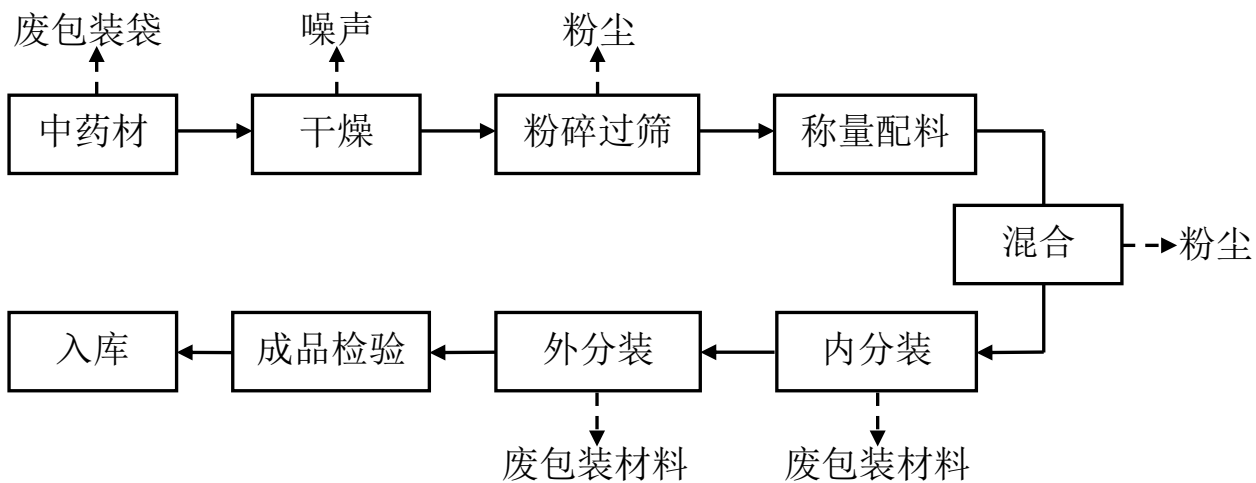 废包装袋 噪声 粉尘
中药材 干燥 粉碎过筛 称量配料
混合 粉尘
入库 成品检验 外分装 内分装
废包装材料 废包装材料